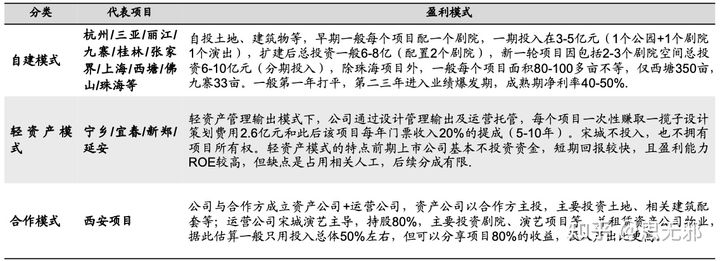 分类 代表项目 盈利模式
自建模式
杭州/三亚/丽江/
九寨/桂林/张家
界/上海/西塘/佛
山/珠海等
自投土地、建筑物等，早期一般每个项目配一个剧院，一期投入在3-5亿元（1个公园+1个剧院
1个演出），扩建后总投资一般6-8亿（配置2个剧院），新一轮项目因包括2-3个剧院空间总投
资6-10亿元（分期投入），除珠海项目外，一般每个项目面积80-100多亩不等，仅西塘350亩，
九寨33亩。一般第一年打平，第二三年进入业绩爆发期，成熟期净利率40-50%。
轻资产模
式
宁乡/宜春/新郑/
延安
轻资产管理输出模式下，公司通过设计管理输出及运营托管，每个项目一次性赚取一揽子设计
策划费用2.6亿元和此后该项目每年门票收入20%的提成（5-10年）。宋城不投入，也不拥有
项目所有权。轻资产模式的特点前期上市公司基本不投资资金，短期回报较快，且盈利能力
ROE较高，但缺点是占用相关人工，后续分成有限.
合作模式
西安项目
公司与合作方成立资产公司+运营公司，资产公司以合作方主投，主要投资土地、相关建筑配
套等；运营公司宋城演艺主导，持股80%，主要投资剧院、演艺项目等，并租赁资产公司物业，
据此估算一般只用投入总体50%左右，但可以分享项目80%的收益，
知乎